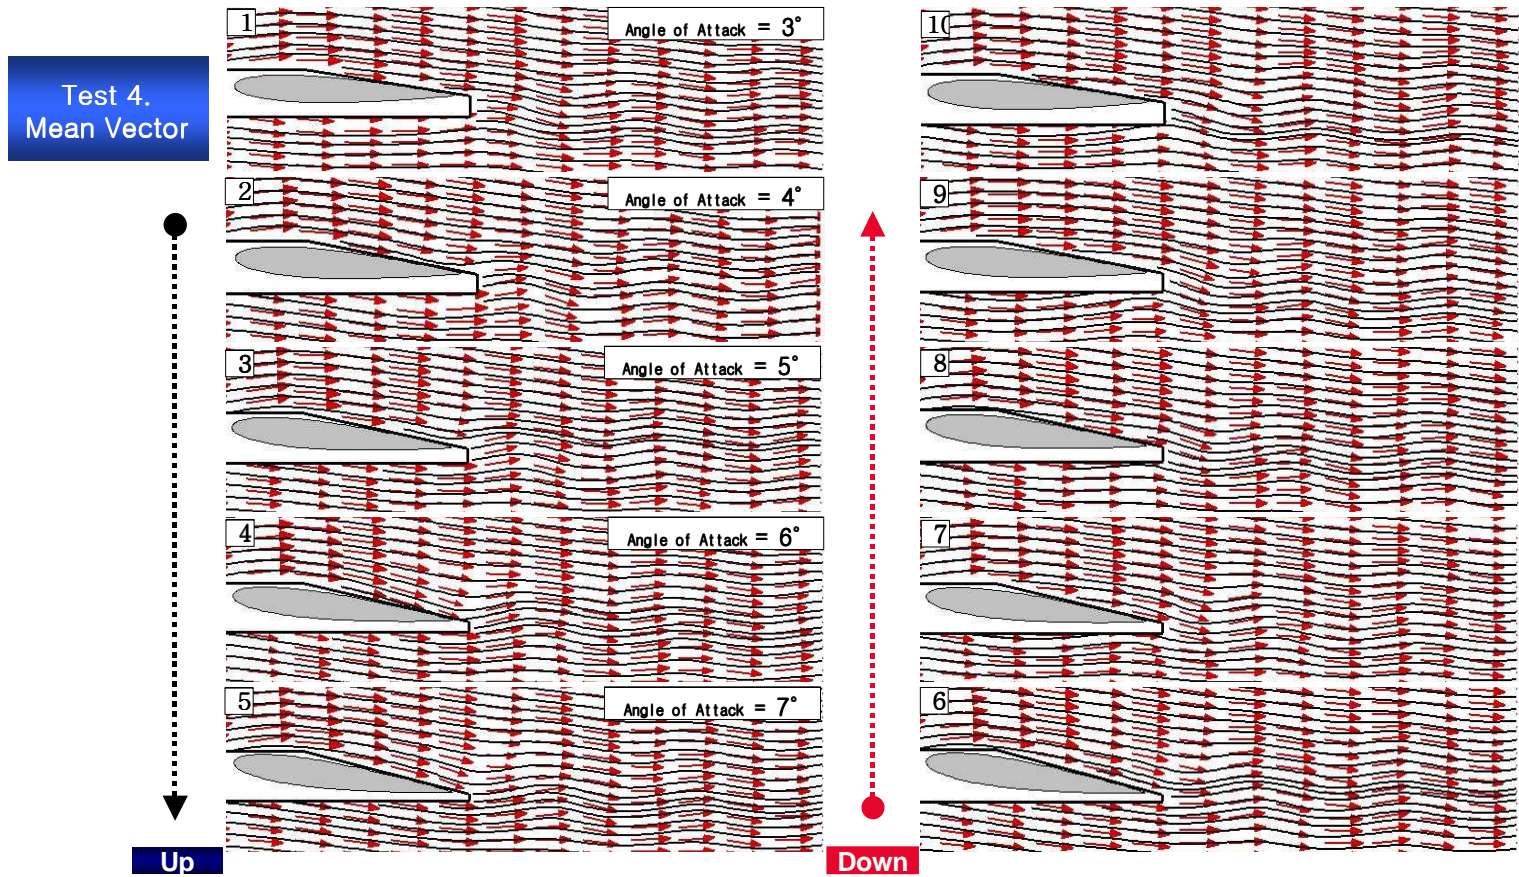 Test 4.
Mean Vector
1
Angle of Attack = 3°
2
Angle of Attack = 4°
3
Angle of Attack = 5°
4
Angle of Attack = 6°
5
Angle of Attack = 7°
Up
10
9
8
7
6
Down